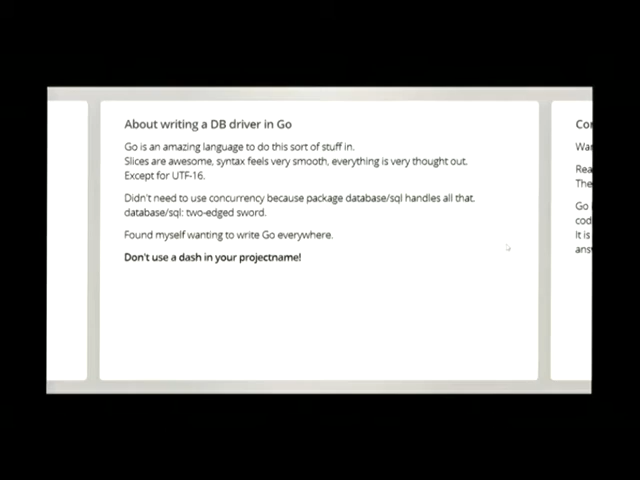 About writing a DB driver in Go
Go is an amazing language to do this sort of stuff in.
Slices are awesome, syntax feels very smooth, everything is very thought out.
Except for UTF-16.
Didn't need to use concurrency because package database/sql handles all that.
database/sql: two-edged sword.
Found myself wanting to write Go everywhere.
Don't use a dash in your projectname!
Go
It is